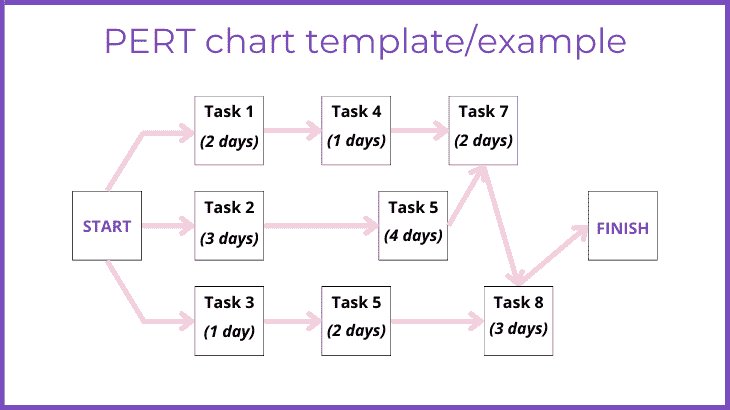 PERT chart template/example
Task 1
(2 days)
Task 4
(1 days)
Task 7
(2 days)
START
Task 2
(3 days)
Task 5
(4 days)
FINISH
Task 3
(1 day)
Task 5
(2 days)
Task 8
(3 days)